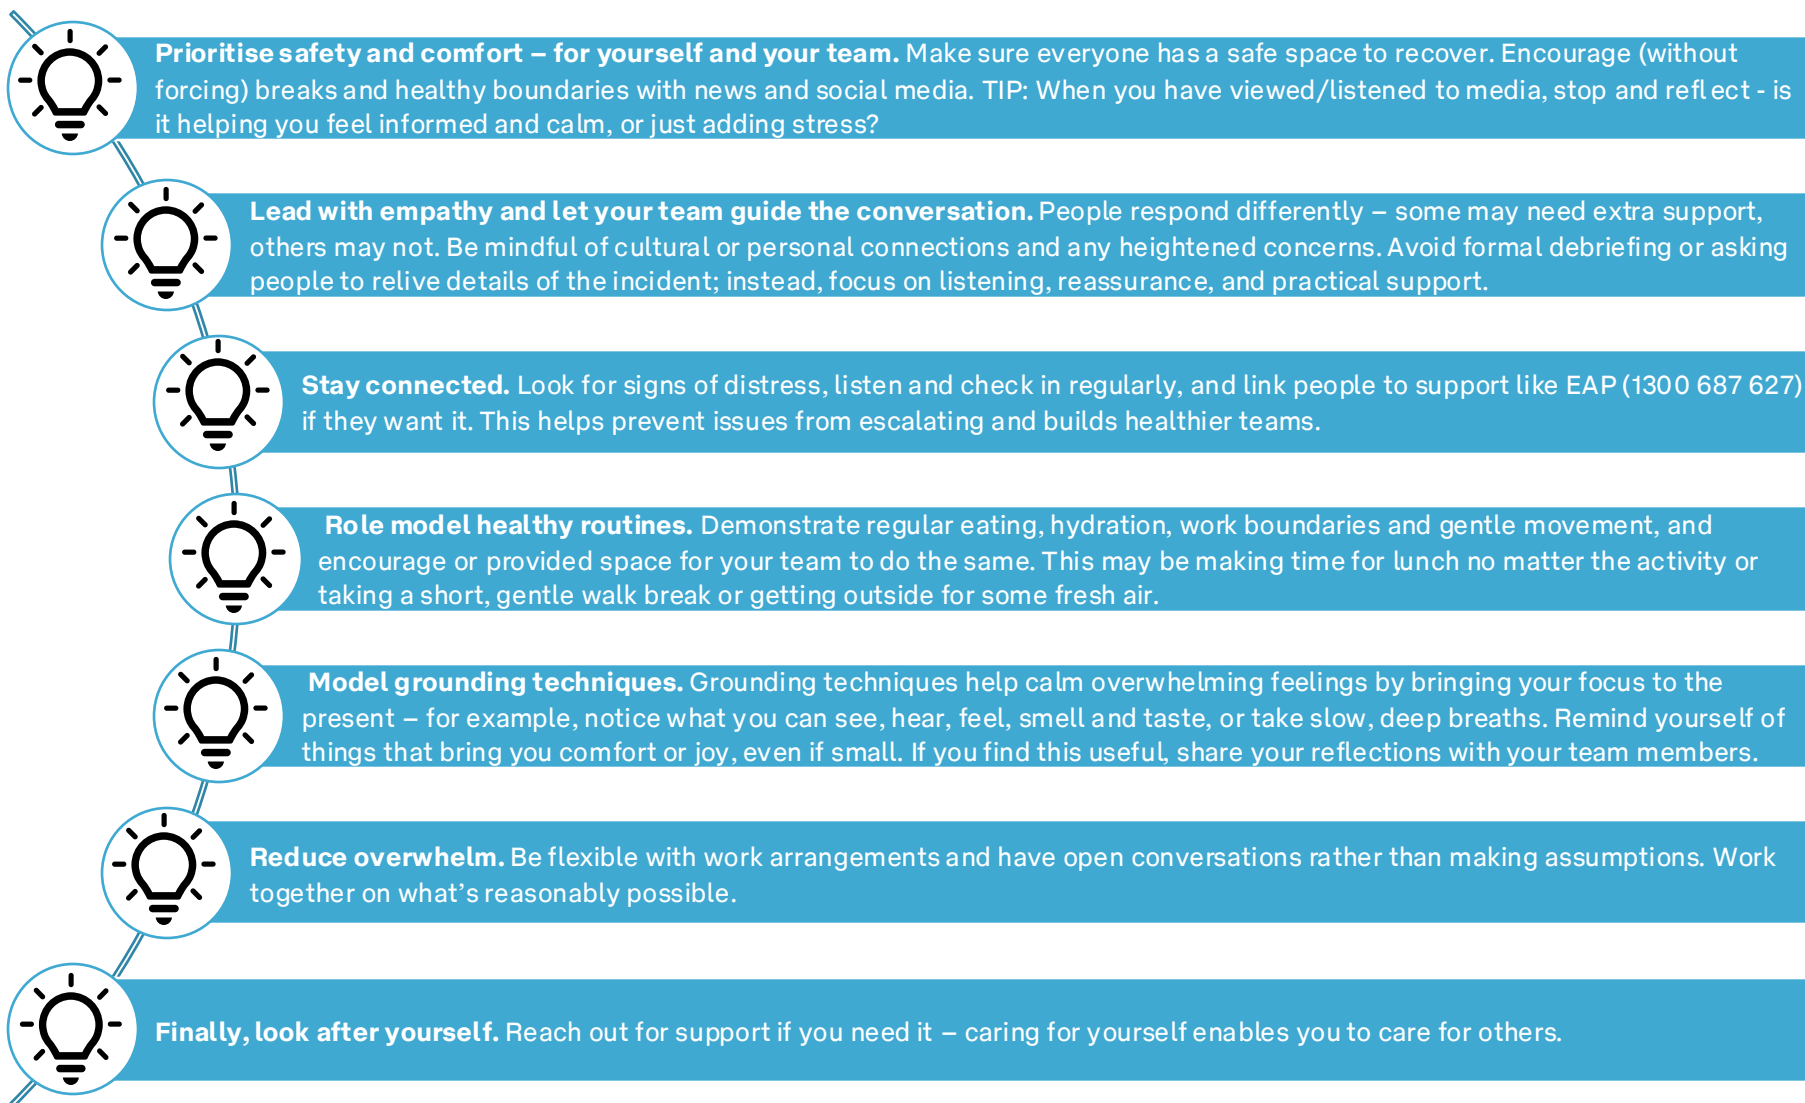 Prioritise safety and comfort – for yourself and your team. Make sure everyone has a safe space to recover. Encourage (without
forcing) breaks and healthy boundaries with news and social media. TIP: When you have viewed/listened to media, stop and reflect - is
it helping you feel informed and calm, or just adding stress?
Lead with empathy and let your team guide the conversation. People respond differently – some may need extra support,
others may not. Be mindful of cultural or personal connections and any heightened concerns. Avoid formal debriefing or asking
people to relive details of the incident; instead, focus on listening, reassurance, and practical support.
Stay connected. Look for signs of distress, listen and check in regularly, and link people to support like EAP (1300 687 627)
if they want it. This helps prevent issues from escalating and builds healthier teams.
Role model healthy routines. Demonstrate regular eating, hydration, work boundaries and gentle movement, and
encourage or provided space for your team to do the same. This may be making time for lunch no matter the activity or
taking a short, gentle walk break or getting outside for some fresh air.
Model grounding techniques. Grounding techniques help calm overwhelming feelings by bringing your focus to the
present – for example, notice what you can see, hear, feel, smell and taste, or take slow, deep breaths. Remind yourself of
things that bring you comfort or joy, even if small. If you find this useful, share your reflections with your team members.
Reduce overwhelm. Be flexible with work arrangements and have open conversations rather than making assumptions. Work
together on what’s reasonably possible.
Finally, look after yourself. Reach out for support if you need it – caring for yourself enables you to care for others.